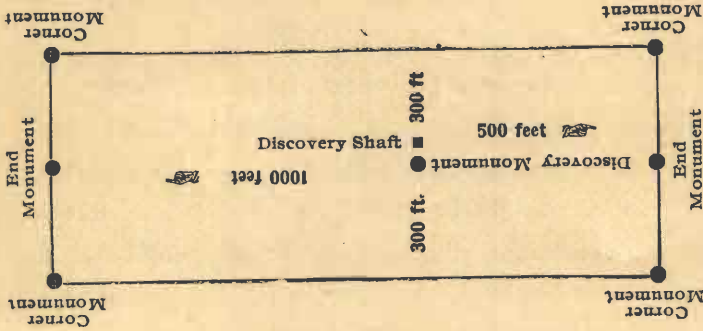 Corner
Monument
Corner
Monument
End
Monument
Discovery Shaft
300 ft
500 feet
1000 feet
Discovery Monument
300 ft.
End
Monument
Corner
Monument
Corner
Monument